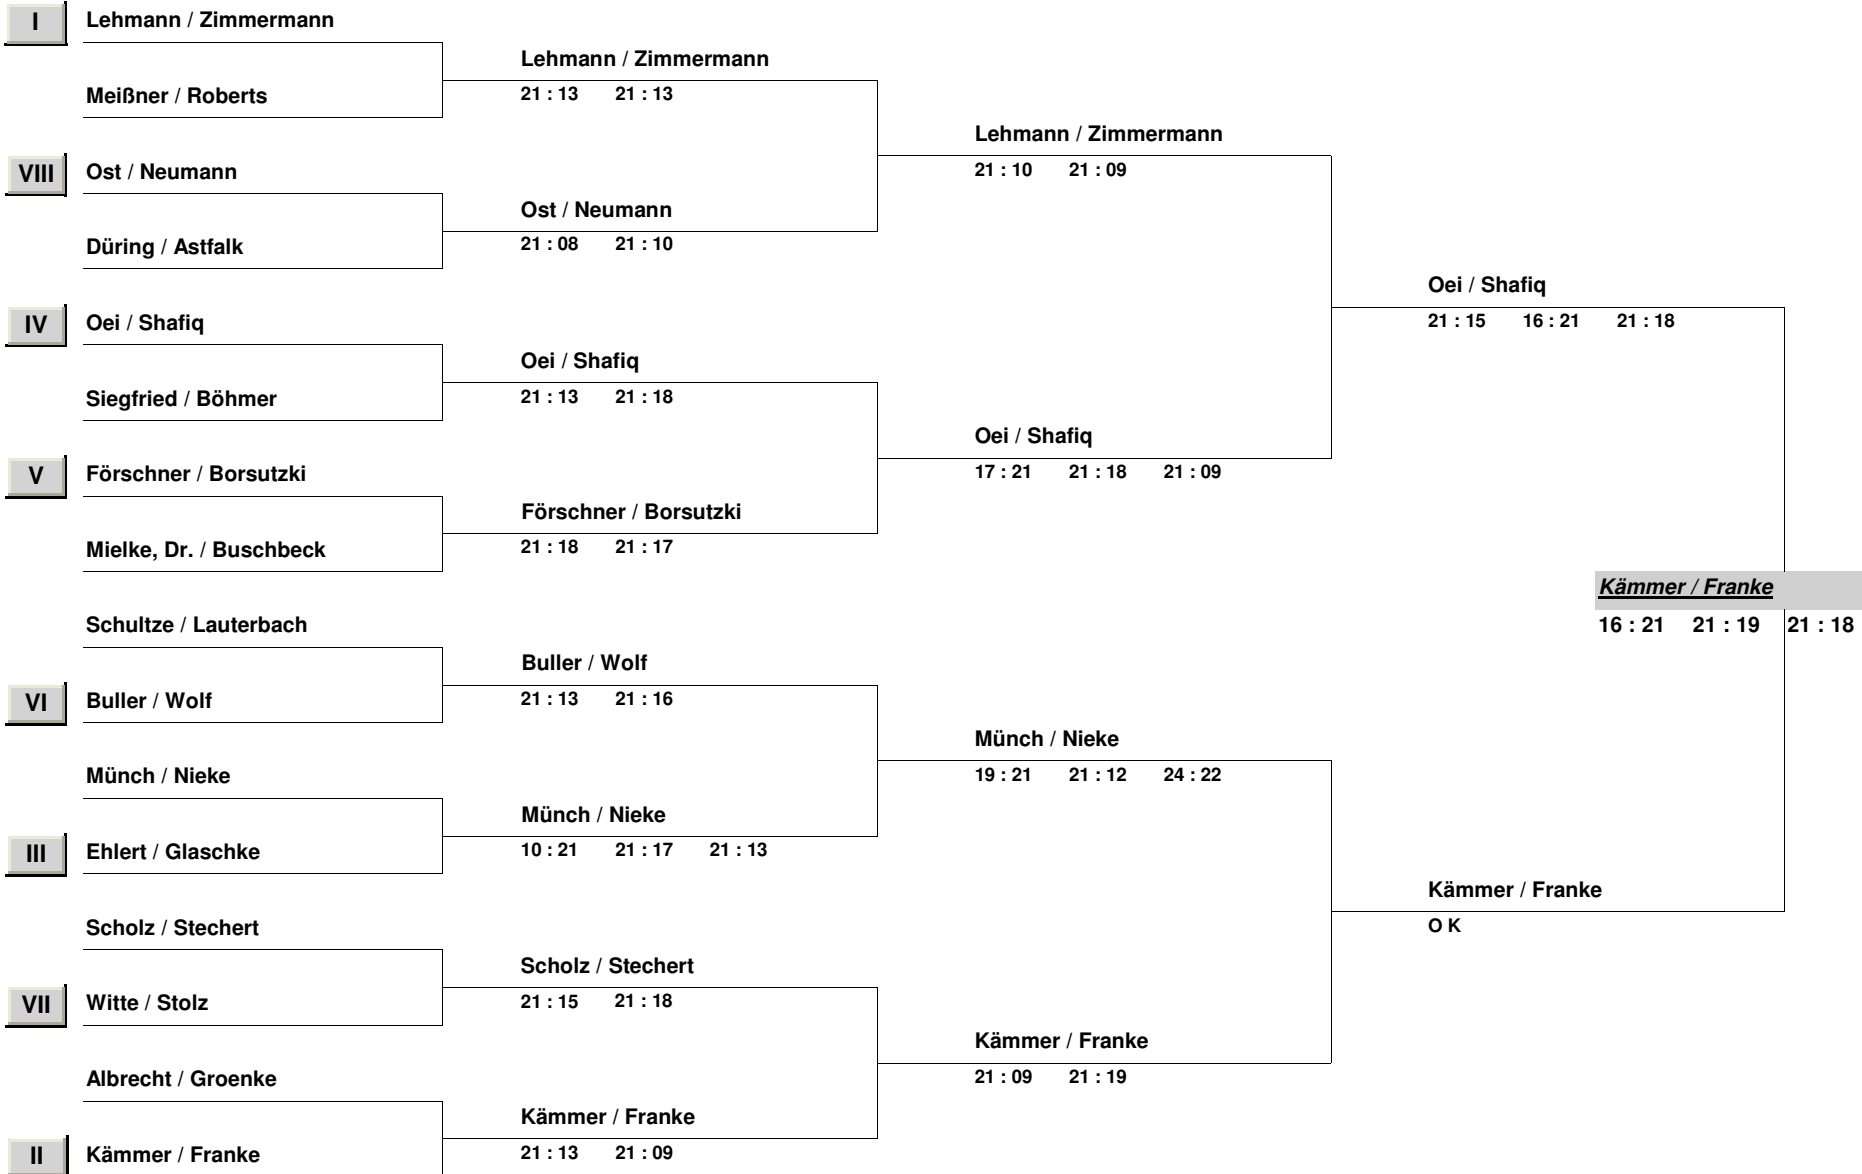 I Lehmann / Zimmermann
Lehmann / Zimmermann
Meißner / Roberts
21 : 13 21 : 13
Lehmann / Zimmermann
21 : 10 21 : 09
VIII Ost / Neumann
Ost / Neumann
Düring / Astfalk
21 : 08 21 : 10
Oei / Shafiq
21 : 15 16 : 21 21 : 18
IV Oei / Shafiq
Oei / Shafiq
Siegfried / Böhmer
21 : 13 21 : 18
Oei / Shafiq
17 : 21 21 : 18 21 : 09
V Förschner / Borsutzki
Förschner / Borsutzki
Mielke, Dr. / Buschbeck
21 : 18 21 : 17
Kämmer / Franke
16 : 21 21 : 19 21 : 18
Schultze / Lauterbach
Buller / Wolf
VI Buller / Wolf
21 : 13 21 : 16
Münch / Nieke
19 : 21 21 : 12 24 : 22
Münch / Nieke
Münch / Nieke
III Ehlert / Glaschke
10 : 21 21 : 17 21 : 13
Kämmer / Franke
O K
Scholz / Stechert
Scholz / Stechert
VII Witte / Stolz
21 : 15 21 : 18
Kämmer / Franke
21 : 09 21 : 19
Albrecht / Groenke
Kämmer / Franke
II Kämmer / Franke
21 : 13 21 : 09